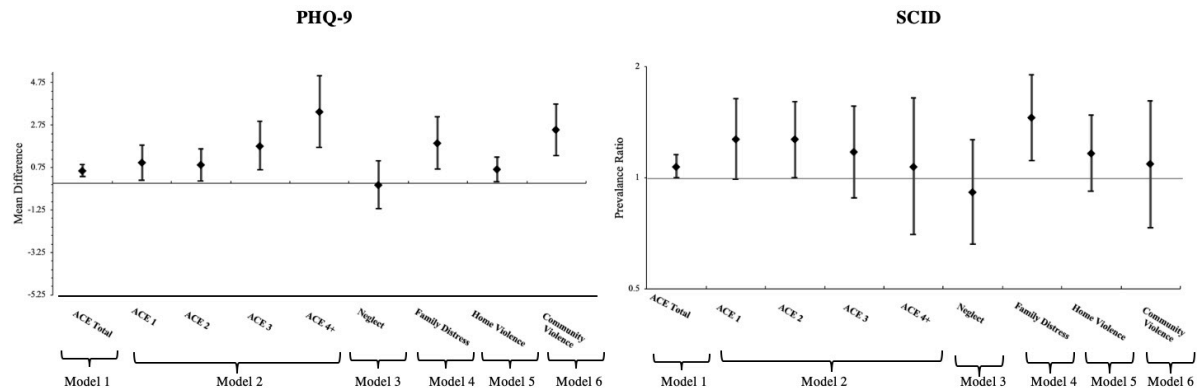 PHQ-9
Mean Difference
4.75
2.75
0.75
-1.25
-3.25
-5.25
ACE Total
ACE 1
ACE 2
ACE 3
ACE 4+
Neglect
Family Distress
Home Violence
Community
Violence
Model 1
Model 2
Model 3
Model 4
Model 5
Model 6
SCID
Prevalance Ratio
2
1
0.5
ACE Total
ACE 1
ACE 2
ACE 3
ACE 4+
Neglect
Family Distress
Home Violence
Community
Violence
Model 1
Model 2
Model 3
Model 4
Model 5
Model 6